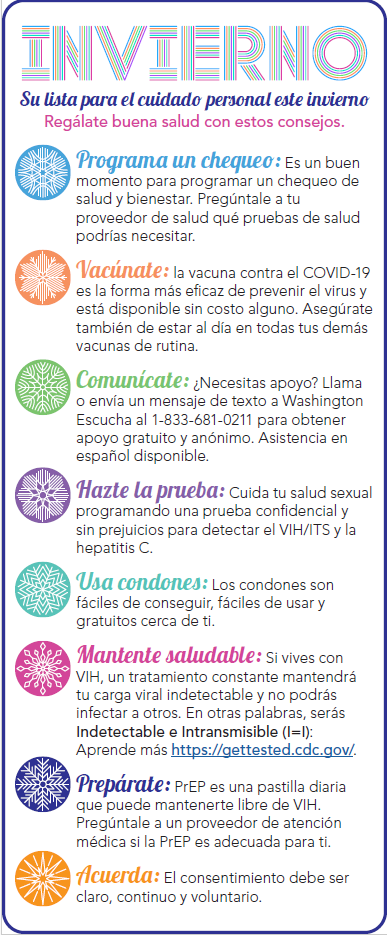 INVIERNO
Su lista para el cuidado personal este invierno
Regálate buena salud con estos consejos.
Programa un chequeo: Es un buen
momento para programar un chequeo de
salud y bienestar. Pregúntale a tu
proveedor de salud qué pruebas de salud
podrías necesitar.
Vacúnate: la vacuna contra el COVID-19
es la forma más eficaz de prevenir el virus y
está disponible sin costo alguno. Asegúrate
también de estar al día en todas tus demás
vacunas de rutina.
Comunícate: ¿Necesitas apoyo? Llama
o envía un mensaje de texto a Washington
Escucha al 1-833-681-0211 para obtener
apoyo gratuito y anónimo. Asistencia en
español disponible.
Hazte la prueba: Cuida tu salud sexual
programando una prueba confidencial y
sin prejuicios para detectar el VIH/ITS y la
hepatitis C.
Usa condones: Los condones son
fáciles de conseguir, fáciles de usar y
gratuitos cerca de ti.
Mantente saludable: Si vives con
VIH, un tratamiento constante mantendrá
tu carga viral indetectable y no podrás
infectar a otros. En otras palabras, serás
Indetectable e Intransmisible (I=I):
Aprende más https://gettested.cdc.gov/.
Prepárate: PrEP es una pastilla diaria
que puede mantenerte libre de VIH.
Pregúntale a un proveedor de atención
médica si la PrEP es adecuada para ti.
Acuerda: El consentimiento debe ser
claro, continuo y voluntario.